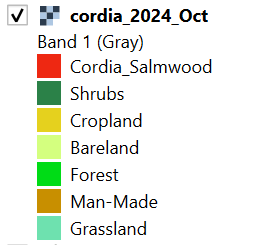 cordia_2024_Oct
Band 1 (Gray)
Cordia_Salmwood
Shrubs
Cropland
Bareland
Forest
Man-Made
Grassland